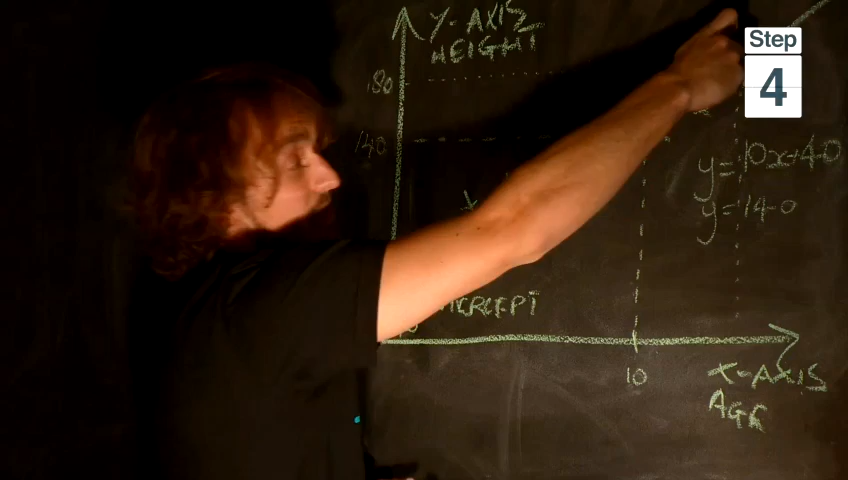 Y-AXIS
HEIGHT
Step
4
180
140
y=10x+40
y=140
10
X-AXIS
AGE